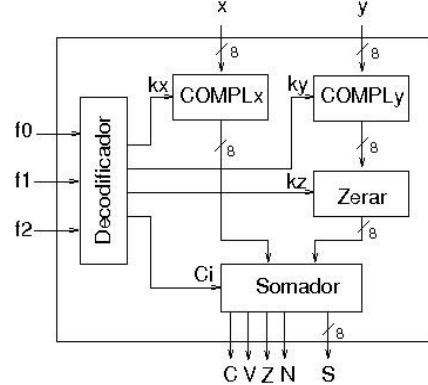 x y
8 8
kx COMPLx ky COMPLy
f0
8 8
f1 Decodificador kz Zerar
f2 8
Ci Somador
8
C V Z N S